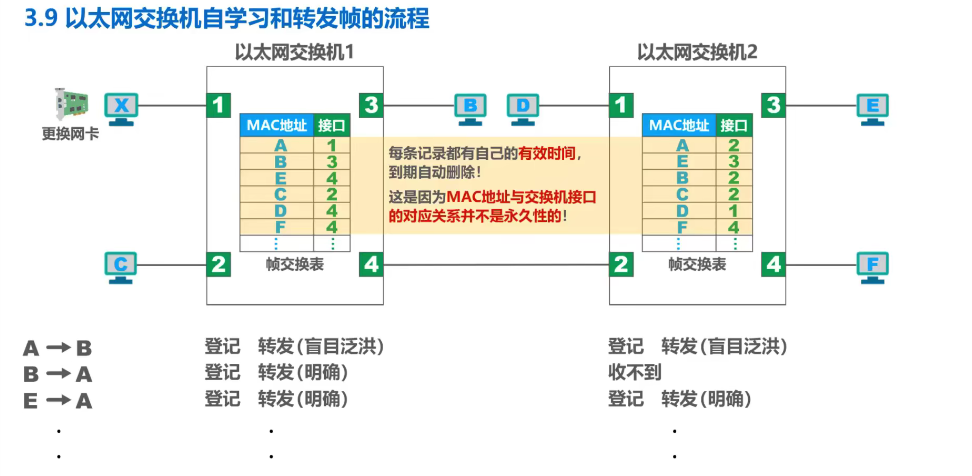 3.9 以太网交换机自学习和转发帧的流程
以太网交换机1
以太网交换机2
X
更换网卡
1
3
B
D
1
3
E
MAC地址 接口
A 1
B 3
E 4
C 2
D 4
F 4
⋮ ⋮
帧交换表
每条记录都有自己的有效时间，
到期自动删除！
这是因为MAC地址与交换机接口
的对应关系并不是永久性的！
MAC地址 接口
A 2
E 3
B 2
C 2
D 1
F 4
⋮ ⋮
帧交换表
C
2
4
2
4
F
A→B 登记 转发(盲目泛洪) 登记 转发(盲目泛洪)
B→A 登记 转发(明确) 收不到
E→A 登记 转发(明确) 登记 转发(明确)
. . .
. . .